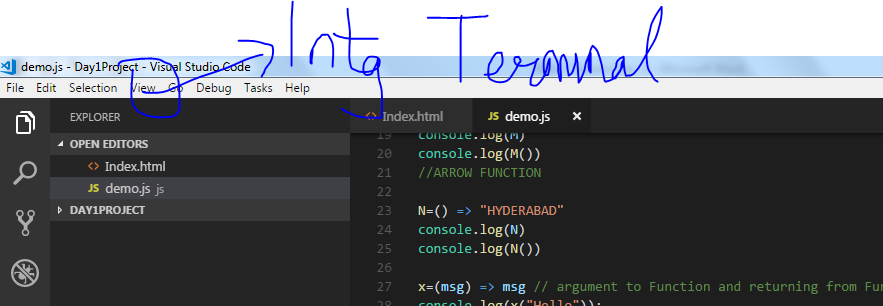 Intg Terminal
demo.js - Day1Project - Visual Studio Code
File Edit Selection View Go Debug Tasks Help
EXPLORER
OPEN EDITORS
<> Index.html
JS demo.js js
DAY1PROJECT
<> Index.html JS demo.js ×
19 console.log(M)
20 console.log(M())
21 //ARROW FUNCTION
22
23 N=() => "HYDERABAD"
24 console.log(N)
25 console.log(N())
26
27 x=(msg) => msg // argument to Function and returning from Fu
28 console.log(x("Hello"));